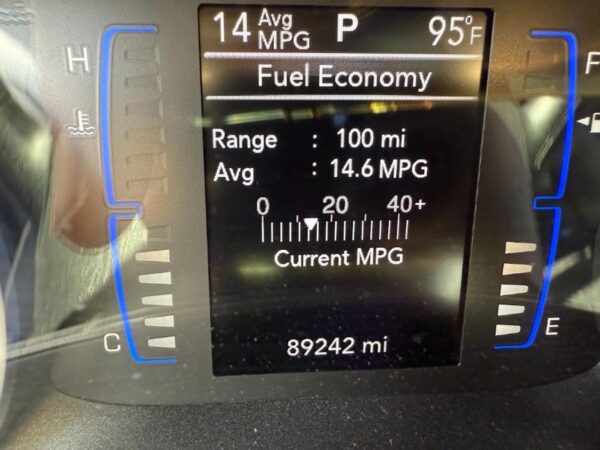 14 Avg MPG P 95°F
Fuel Economy
H F
Range : 100 mi
Avg : 14.6 MPG
0 20 40+
Current MPG
C E
89242 mi